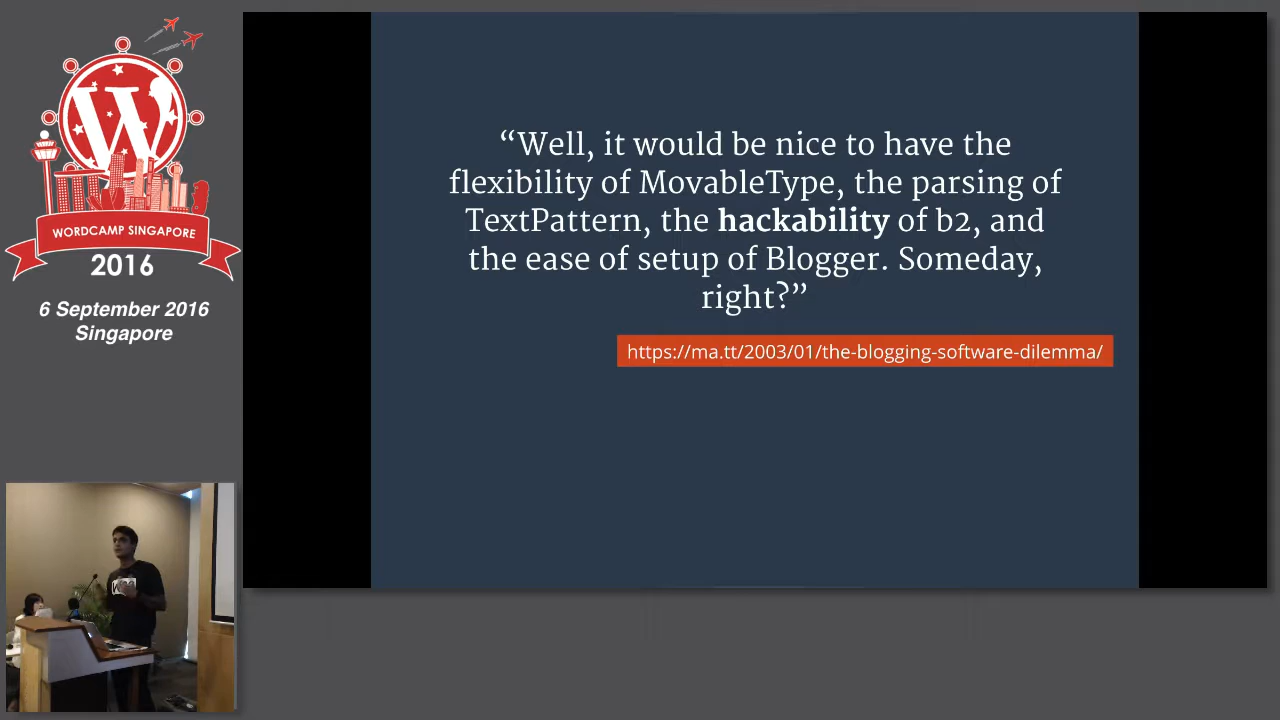 WORDCAMP SINGAPORE
2016
6 September 2016
Singapore
“Well, it would be nice to have the
flexibility of MovableType, the parsing of
TextPattern, the hackability of b2, and
the ease of setup of Blogger. Someday,
right?”
https://ma.tt/2003/01/the-blogging-software-dilemma/